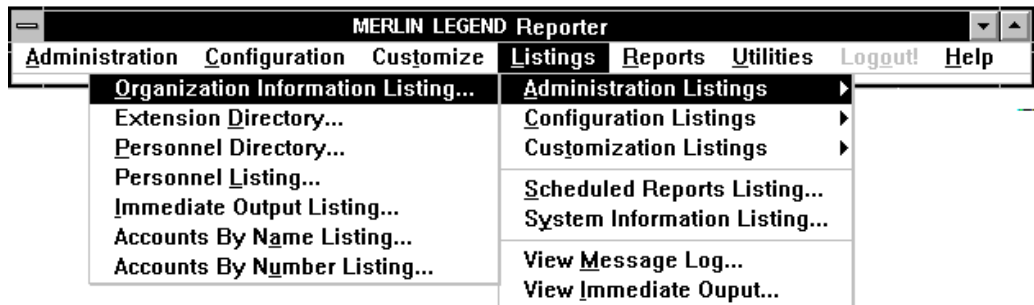 MERLIN LEGEND Reporter
Administration Configuration Customize Listings Reports Utilities Logout! Help
Organization Information Listing... Administration Listings
Extension Directory... Configuration Listings
Personnel Directory... Customization Listings
Personnel Listing... Scheduled Reports Listing...
Immediate Output Listing... System Information Listing...
Accounts By Name Listing... View Message Log...
Accounts By Number Listing... View Immediate Ouput...